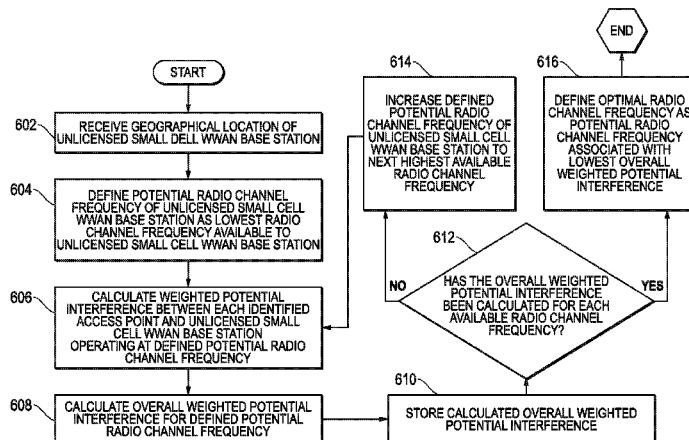 START
602
RECEIVE GEOGRAPHICAL LOCATION OF
UNLICENSED SMALL DELL WWAN BASE
STATION
604
DEFINE POTENTIAL RADIO CHANNEL
FREQUENCY OF UNLICENSED SMALL CELL
WWAN BASE STATION AS LOWEST RADIO
CHANNEL FREQUENCY AVAILABLE TO
UNLICENSED SMALL CELL WWAN BASE STATION
606
CALCULATE WEIGHTED POTENTIAL
INTERFERENCE BETWEEN EACH IDENTIFIED
ACCESS POINT AND UNLICENSED SMALL
CELL WWAN BASE STATION
OPERATING AT DEFINED POTENTIAL RADIO
CHANNEL FREQUENCY
608
CALCULATE OVERALL WEIGHTED POTENTIAL
INTERFERENCE FOR DEFINED POTENTIAL
RADIO CHANNEL FREQUENCY
610
STORE CALCULATED OVERALL WEIGHTED
POTENTIAL INTERFERENCE
612
HAS THE OVERALL WEIGHTED
POTENTIAL INTERFERENCE
BEEN CALCULATED FOR EACH
AVAILABLE RADIO CHANNEL
FREQUENCY?
NO
YES
614
INCREASE DEFINED
POTENTIAL RADIO
CHANNEL FREQUENCY OF
UNLICENSED SMALL CELL
WWAN BASE STATION TO
NEXT HIGHEST AVAILABLE
RADIO CHANNEL
FREQUENCY
616
DEFINE OPTIMAL RADIO
CHANNEL FREQUENCY AS
POTENTIAL RADIO
CHANNEL FREQUENCY
ASSOCIATED WITH
LOWEST OVERALL
WEIGHTED POTENTIAL
INTERFERENCE
END